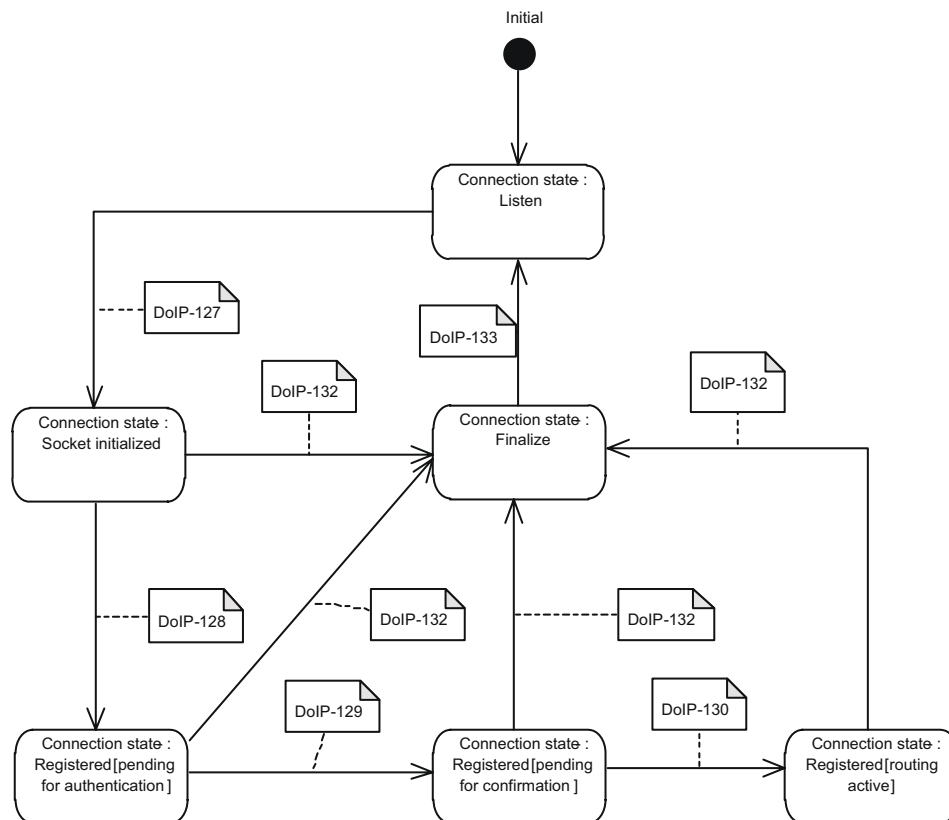 Initial
Connection state :
Listen
DoIP-127
DoIP-133
DoIP-132
DoIP-132
Connection state :
Socket initialized
Connection state :
Finalize
DoIP-128
DoIP-132
DoIP-132
DoIP-129
DoIP-130
Connection state :
Registered[pending
for authentication ]
Connection state :
Registered[pending
for confirmation ]
Connection state :
Registered[routing
active]